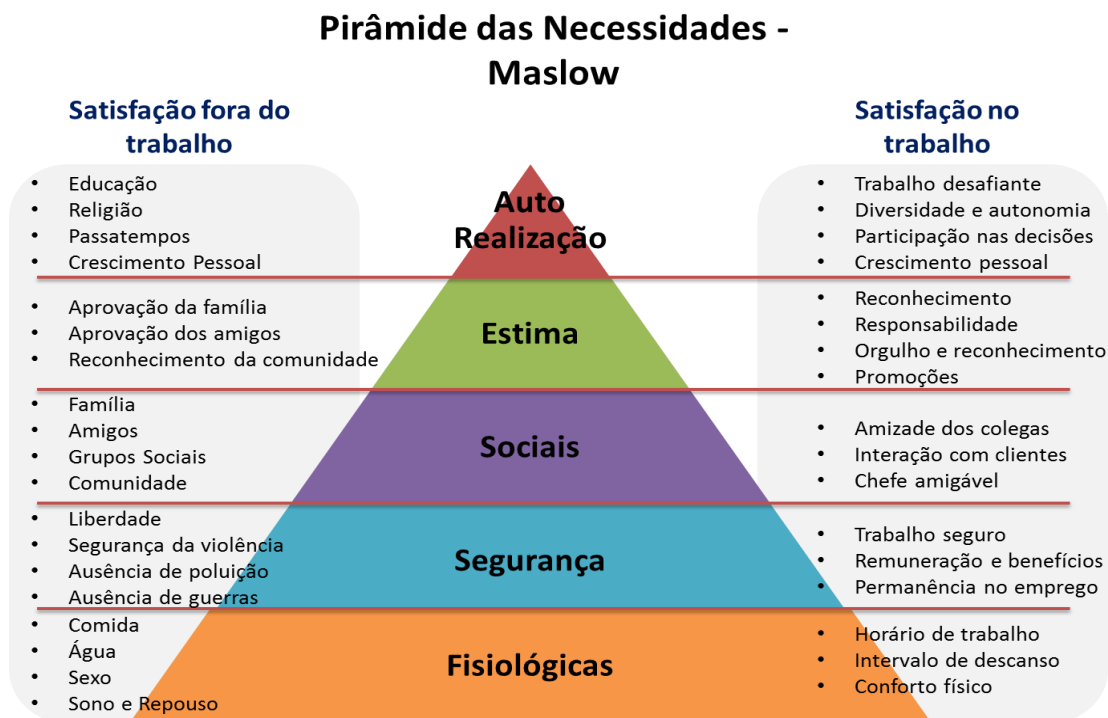 Pirâmide das Necessidades -
Maslow
Satisfação fora do
trabalho
• Educação
• Religião
• Passatempos
• Crescimento Pessoal
• Aprovação da família
• Aprovação dos amigos
• Reconhecimento da comunidade
• Família
• Amigos
• Grupos Sociais
• Comunidade
• Liberdade
• Segurança da violência
• Ausência de poluição
• Ausência de guerras
• Comida
• Água
• Sexo
• Sono e Repouso
Auto
Realização
Estima
Sociais
Segurança
Fisiológicas
Satisfação no
trabalho
• Trabalho desafiante
• Diversidade e autonomia
• Participação nas decisões
• Crescimento pessoal
• Reconhecimento
• Responsabilidade
• Orgulho e reconhecimento
• Promoções
• Amizade dos colegas
• Interação com clientes
• Chefe amigável
• Trabalho seguro
• Remuneração e benefícios
• Permanência no emprego
• Horário de trabalho
• Intervalo de descanso
• Conforto físico